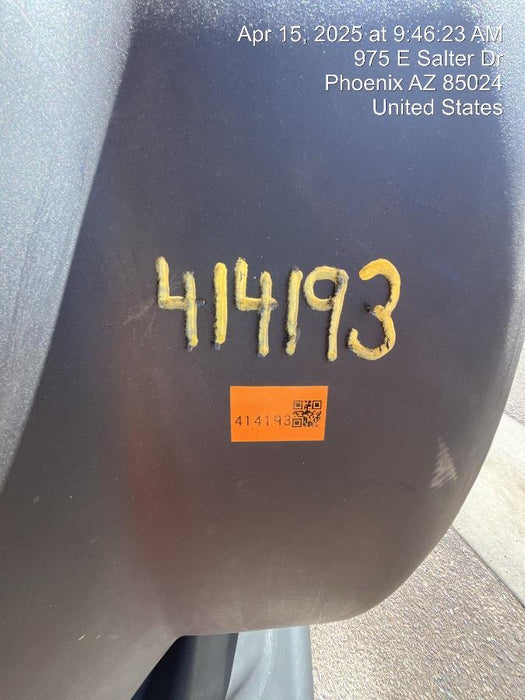 Apr 15, 2025 at 9:46:23 AM
975 E Salter Dr
Phoenix AZ 85024
United States
414193
414193